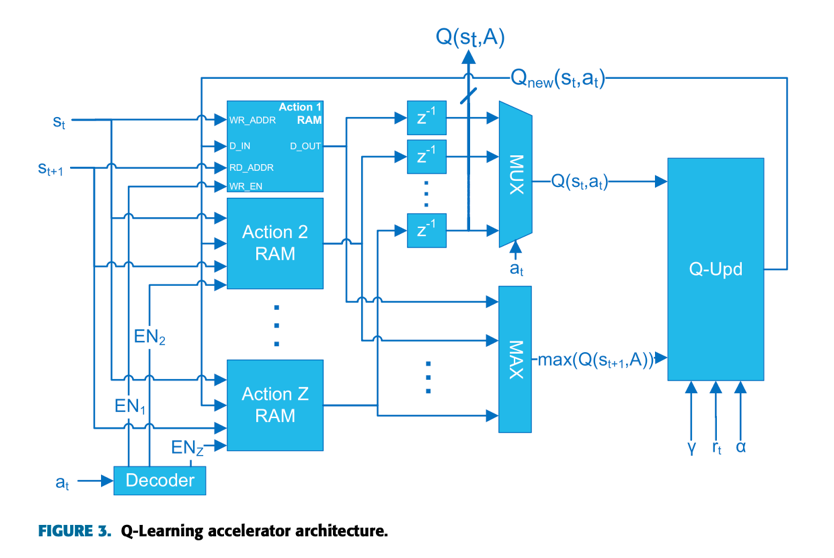 Q(st,A)
Qnew(st,at)
Action 1
RAM
st
WR_ADDR
z-1
D_IN
D_OUT
z-1
MUX
st+1
RD_ADDR
Q(st,at)
WR_EN
Action 2
RAM
z-1
at
Q-Upd
EN2
MAX
max(Q(st+1,A))
Action Z
RAM
EN1
ENZ
γ
rt
α
at
Decoder
FIGURE 3. Q-Learning accelerator architecture.